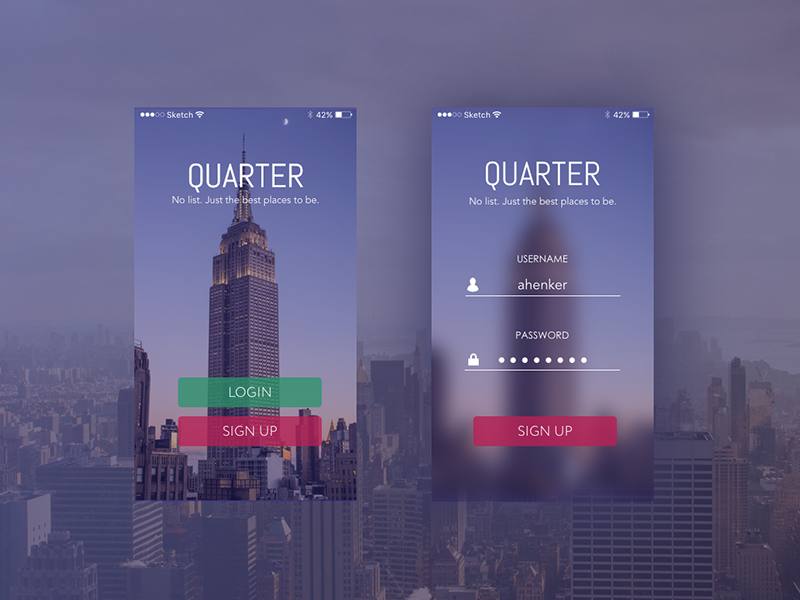 Sketch 42%
QUARTER
No list. Just the best places to be.
LOGIN
SIGN UP
Sketch 42%
QUARTER
No list. Just the best places to be.
USERNAME
ahenker
PASSWORD
SIGN UP